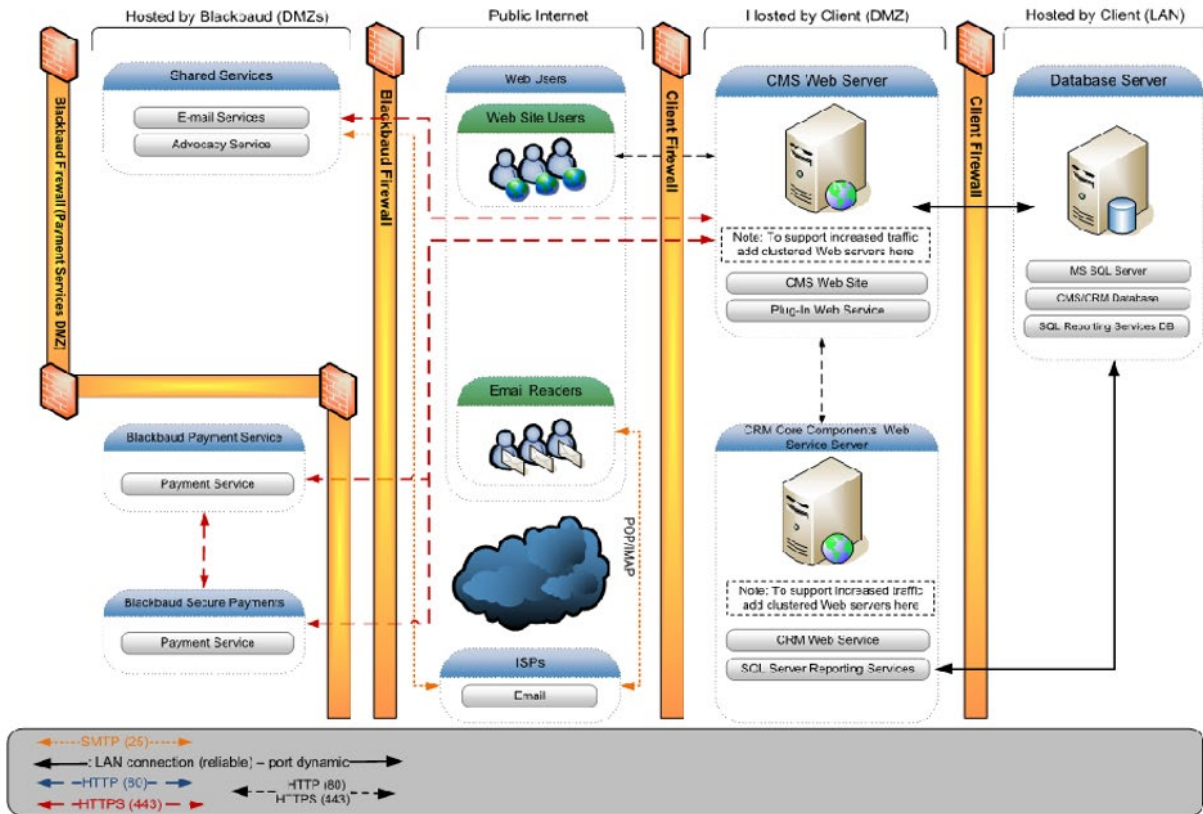 Hosted by Blackbaud (DMZs)
Public Internet
Hosted by Client (DMZ)
Hosted by Client (LAN)
Blackbaud Firewall (Payment Services DMZ)
Shared Services
E-mail Services
Advocacy Service
Blackbaud Firewall
Web Users
Web Site Users
Client Firewall
CMS Web Server
Note: To support increased traffic
add clustered Web servers here
CMS Web Site
Plug-In Web Service
Client Firewall
Database Server
MS SQL Server
CMS/CRM Database
SQL Reporting Services DB
Email Readers
Blackbaud Payment Service
Payment Service
POP/IMAP
CRM Core Components Web
Service Server
Note: To support increased traffic
add clustered Web servers here
CRM Web Service
SQL Server Reporting Services
Blackbaud Secure Payments
Payment Service
ISPs
Email
SMTP (25)
: LAN connection (reliable) – port dynamic
HTTP (80)
HTTPS (443)
HTTP (80)
HTTPS (443)